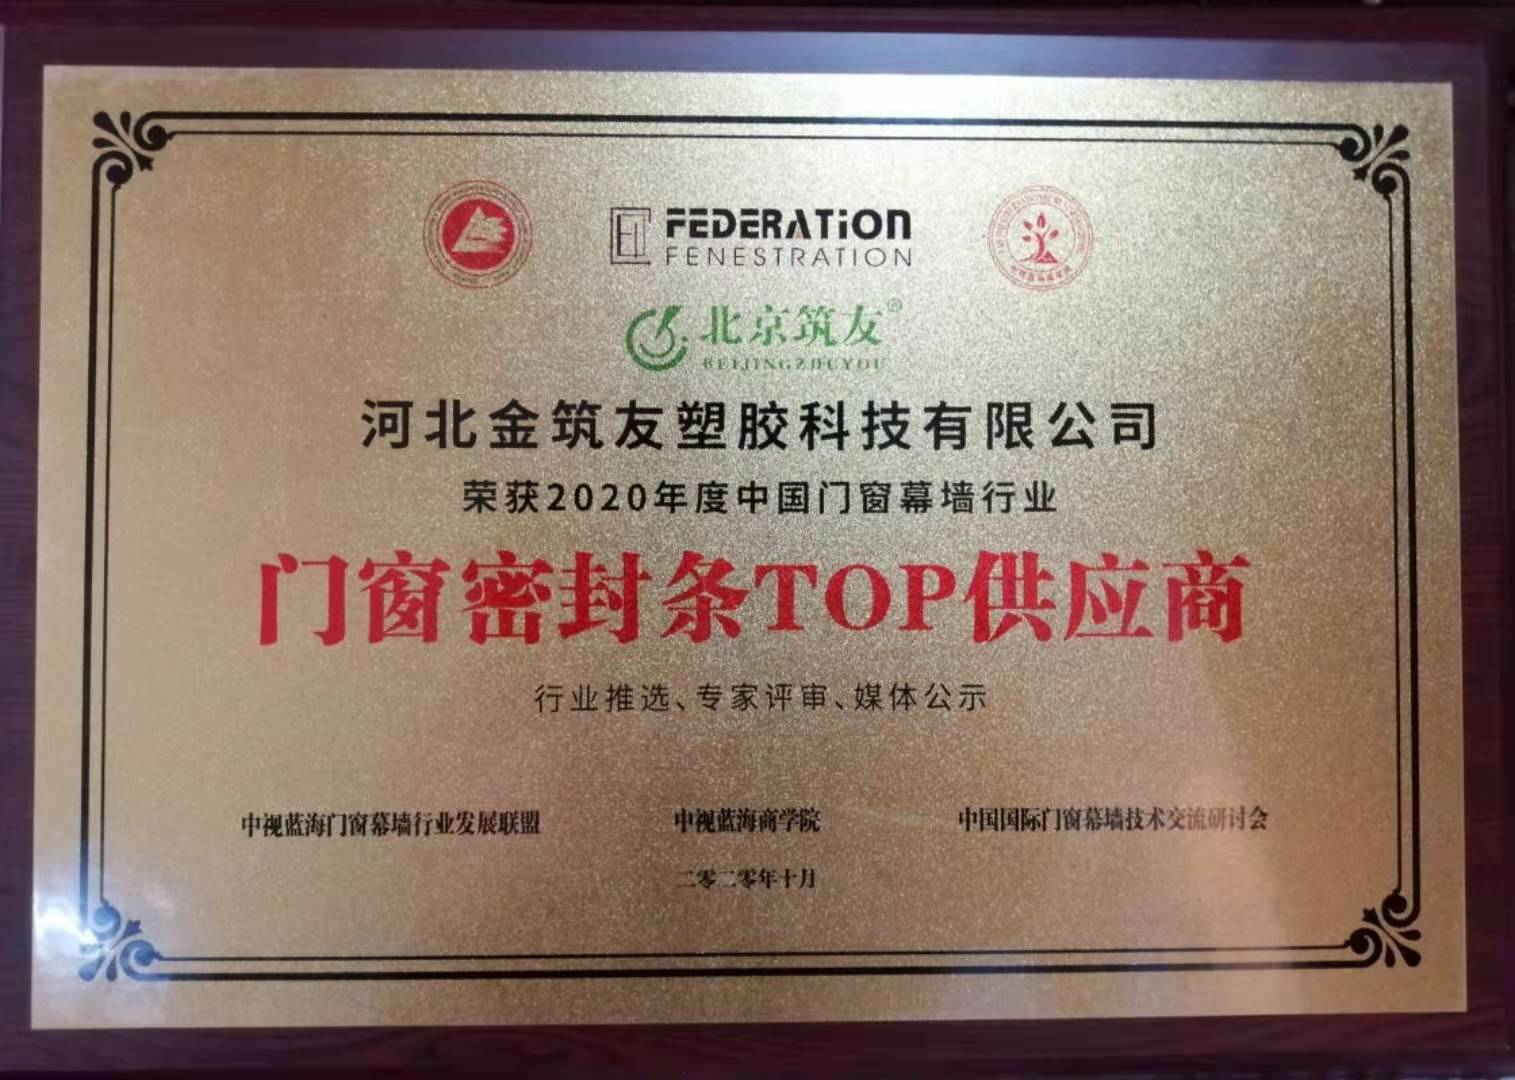 FEDERATiON
FENESTRATION
北京筑友®
BEIJINGZHUYOU
河北金筑友塑胶科技有限公司
荣获2020年度中国门窗幕墙行业
门窗密封条TOP供应商
行业推选、专家评审、媒体公示
中视蓝海门窗幕墙行业发展联盟
中视蓝海商学院
中国国际门窗幕墙技术交流研讨会
二零二零年十月